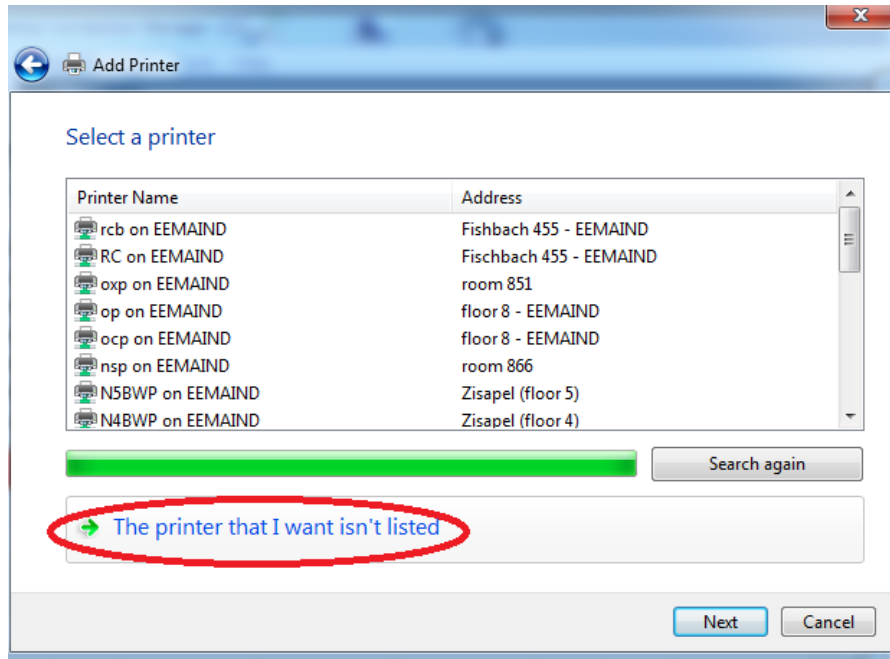 Add Printer
Select a printer
Printer Name Address
rcb on EEMAIND Fishbach 455 - EEMAIND
RC on EEMAIND Fischbach 455 - EEMAIND
oxp on EEMAIND room 851
op on EEMAIND floor 8 - EEMAIND
ocp on EEMAIND floor 8 - EEMAIND
nsp on EEMAIND room 866
N5BWP on EEMAIND Zisapel (floor 5)
N4BWP on EEMAIND Zisapel (floor 4)
Search again
The printer that I want isn't listed
Next Cancel